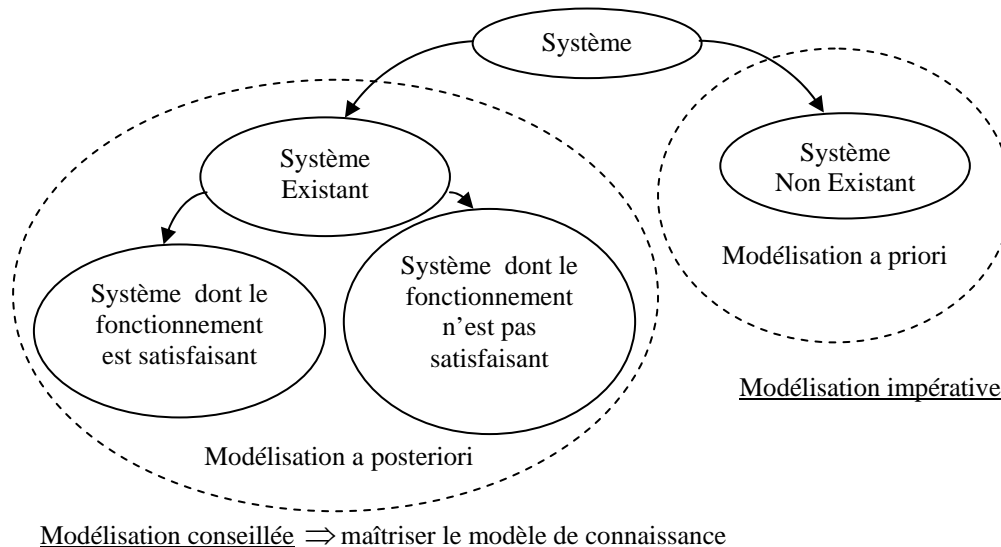 Système
Système
Existant
Système
Non Existant
Modélisation a priori
Système dont le
fonctionnement
est satisfaisant
Système dont le
fonctionnement
n'est pas
satisfaisant
Modélisation impérative
Modélisation a posteriori
Modélisation conseillée ⇒ maîtriser le modèle de connaissance